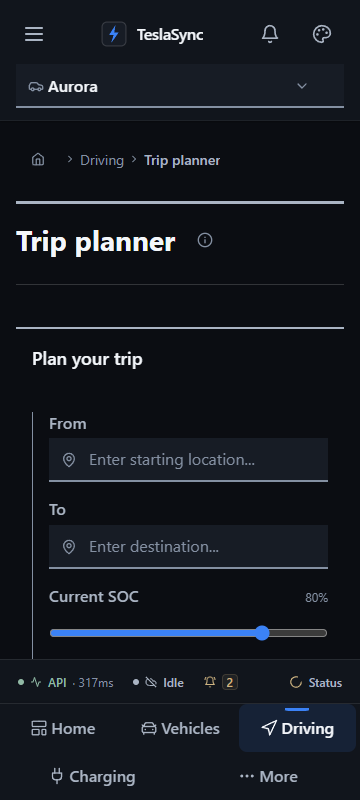 TeslaSync
Aurora
Driving
Trip planner
Trip planner
Plan your trip
From
Enter starting location...
To
Enter destination...
Current SOC 80%
API · 317ms Idle 2 Status
Home Vehicles Driving
Charging More